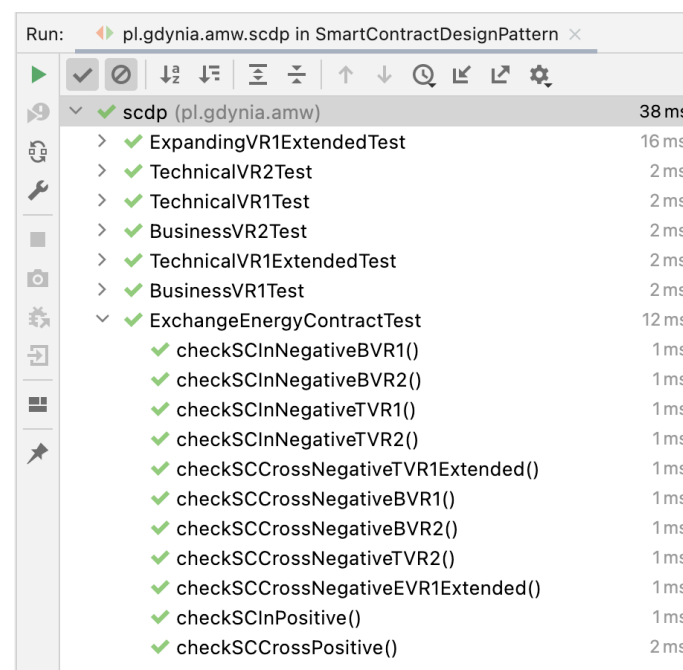 Run: pl.gdynia.amw.scdp in SmartContractDesignPattern
scdp (pl.gdynia.amw) 38 ms
ExpandingVR1ExtendedTest 16 ms
TechnicalVR2Test 2 ms
TechnicalVR1Test 2 ms
BusinessVR2Test 2 ms
TechnicalVR1ExtendedTest 2 ms
BusinessVR1Test 2 ms
ExchangeEnergyContractTest 12 ms
checkSCInNegativeBVR1() 1 ms
checkSCInNegativeBVR2() 1 ms
checkSCInNegativeTVR1() 1 ms
checkSCInNegativeTVR2() 1 ms
checkSCCrossNegativeTVR1Extended() 1 ms
checkSCCrossNegativeBVR1() 1 ms
checkSCCrossNegativeBVR2() 1 ms
checkSCCrossNegativeTVR2() 1 ms
checkSCCrossNegativeEVR1Extended() 1 ms
checkSCInPositive() 1 ms
checkSCCrossPositive() 2 ms